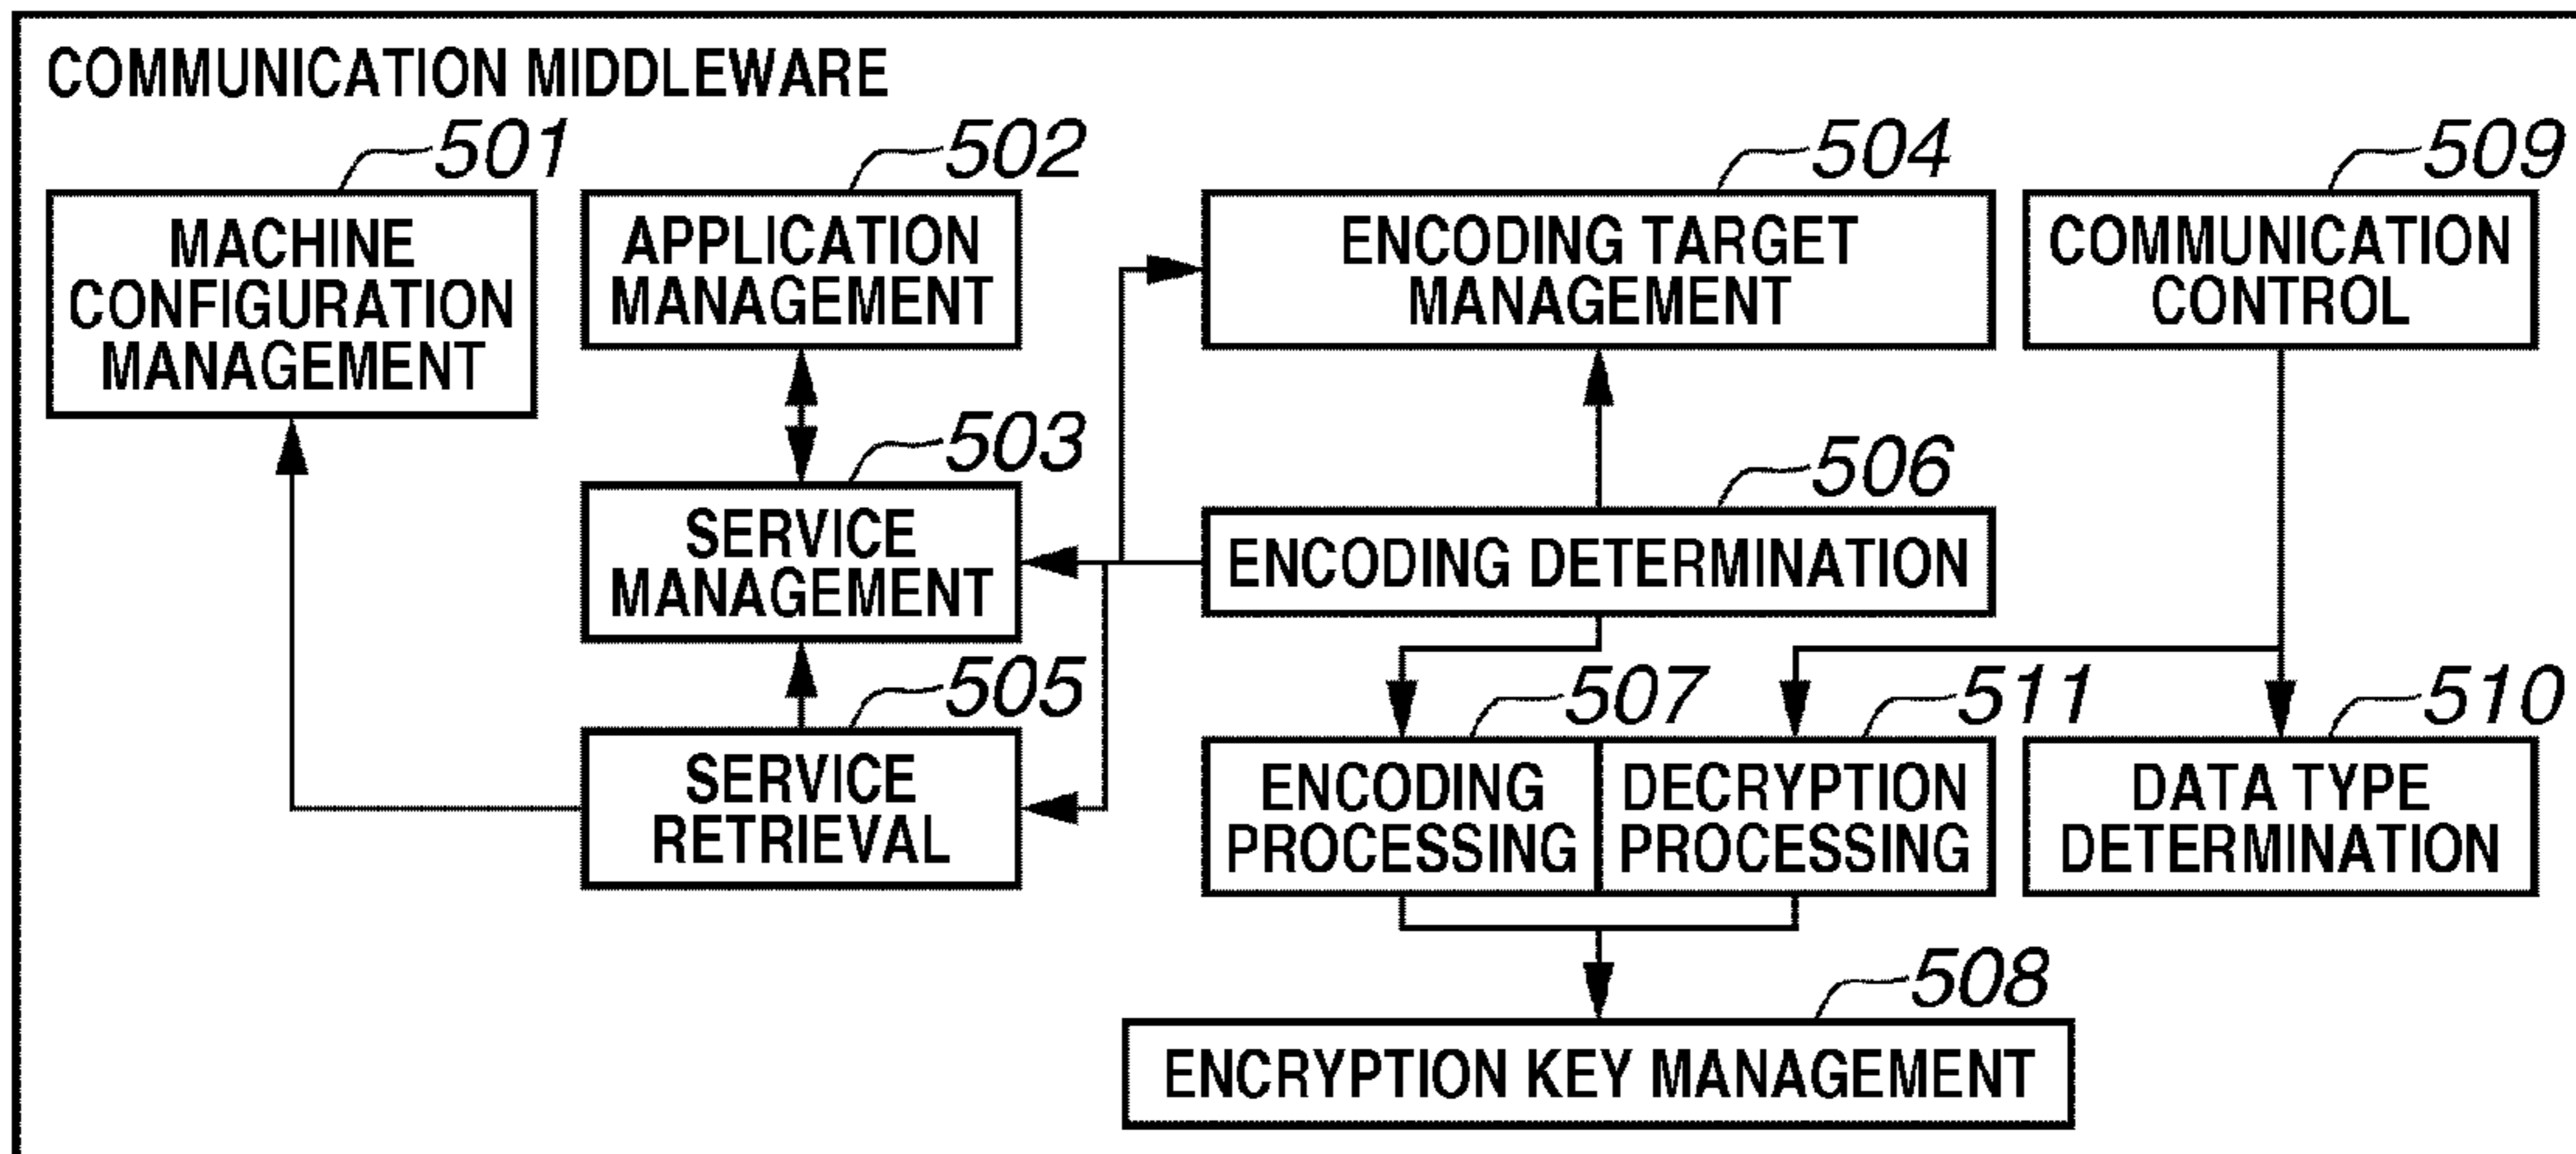 COMMUNICATION MIDDLEWARE
501
502
504
509
MACHINE
CONFIGURATION
MANAGEMENT
APPLICATION
MANAGEMENT
ENCODING TARGET
MANAGEMENT
COMMUNICATION
CONTROL
503
506
SERVICE
MANAGEMENT
ENCODING DETERMINATION
505
507
511
510
SERVICE
RETRIEVAL
ENCODING
PROCESSING
DECRYPTION
PROCESSING
DATA TYPE
DETERMINATION
508
ENCRYPTION KEY MANAGEMENT